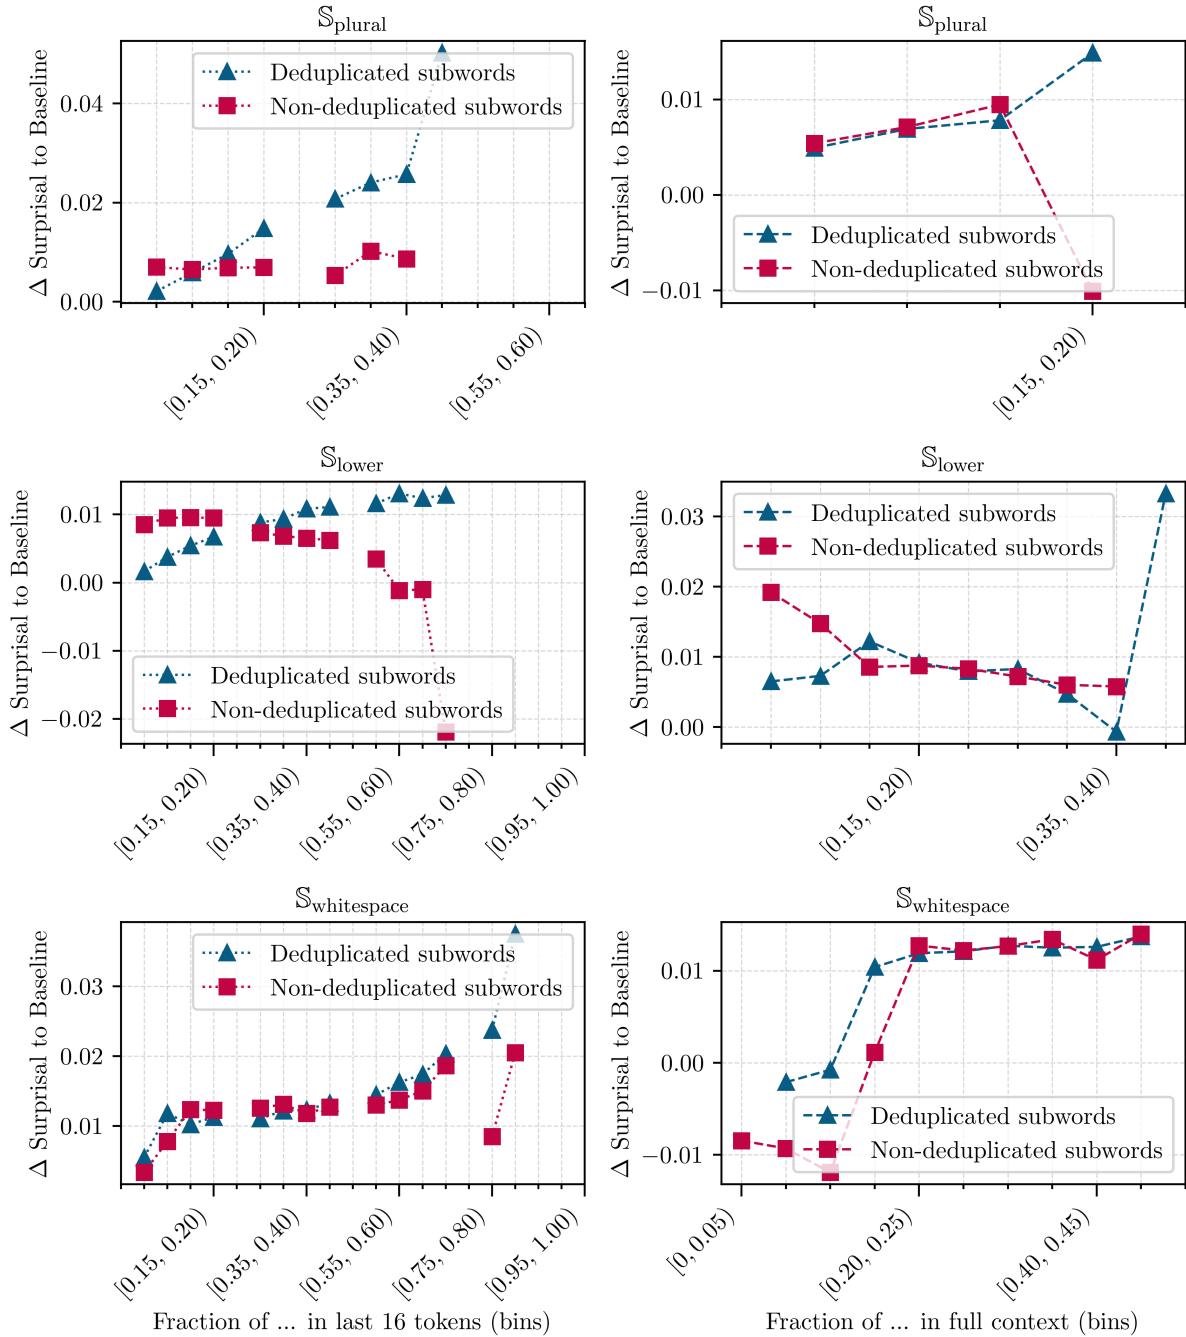 𝕊plural
Δ Surprisal to Baseline
0.04
0.02
0.00
Deduplicated subwords
Non-deduplicated subwords
[0.15, 0.20)
[0.35, 0.40)
[0.55, 0.60)
𝕊plural
Δ Surprisal to Baseline
0.01
0.00
−0.01
Deduplicated subwords
Non-deduplicated subwords
[0.15, 0.20)
𝕊lower
Δ Surprisal to Baseline
0.01
0.00
−0.01
−0.02
Deduplicated subwords
Non-deduplicated subwords
[0.15, 0.20)
[0.35, 0.40)
[0.55, 0.60)
[0.75, 0.80)
[0.95, 1.00)
𝕊lower
Δ Surprisal to Baseline
0.03
0.02
0.01
0.00
Deduplicated subwords
Non-deduplicated subwords
[0.15, 0.20)
[0.35, 0.40)
𝕊whitespace
Δ Surprisal to Baseline
0.03
0.02
0.01
Deduplicated subwords
Non-deduplicated subwords
[0.15, 0.20)
[0.35, 0.40)
[0.55, 0.60)
[0.75, 0.80)
[0.95, 1.00)
Fraction of ... in last 16 tokens (bins)
𝕊whitespace
Δ Surprisal to Baseline
0.01
0.00
−0.01
Deduplicated subwords
Non-deduplicated subwords
[0, 0.05)
[0.20, 0.25)
[0.40, 0.45)
Fraction of ... in full context (bins)